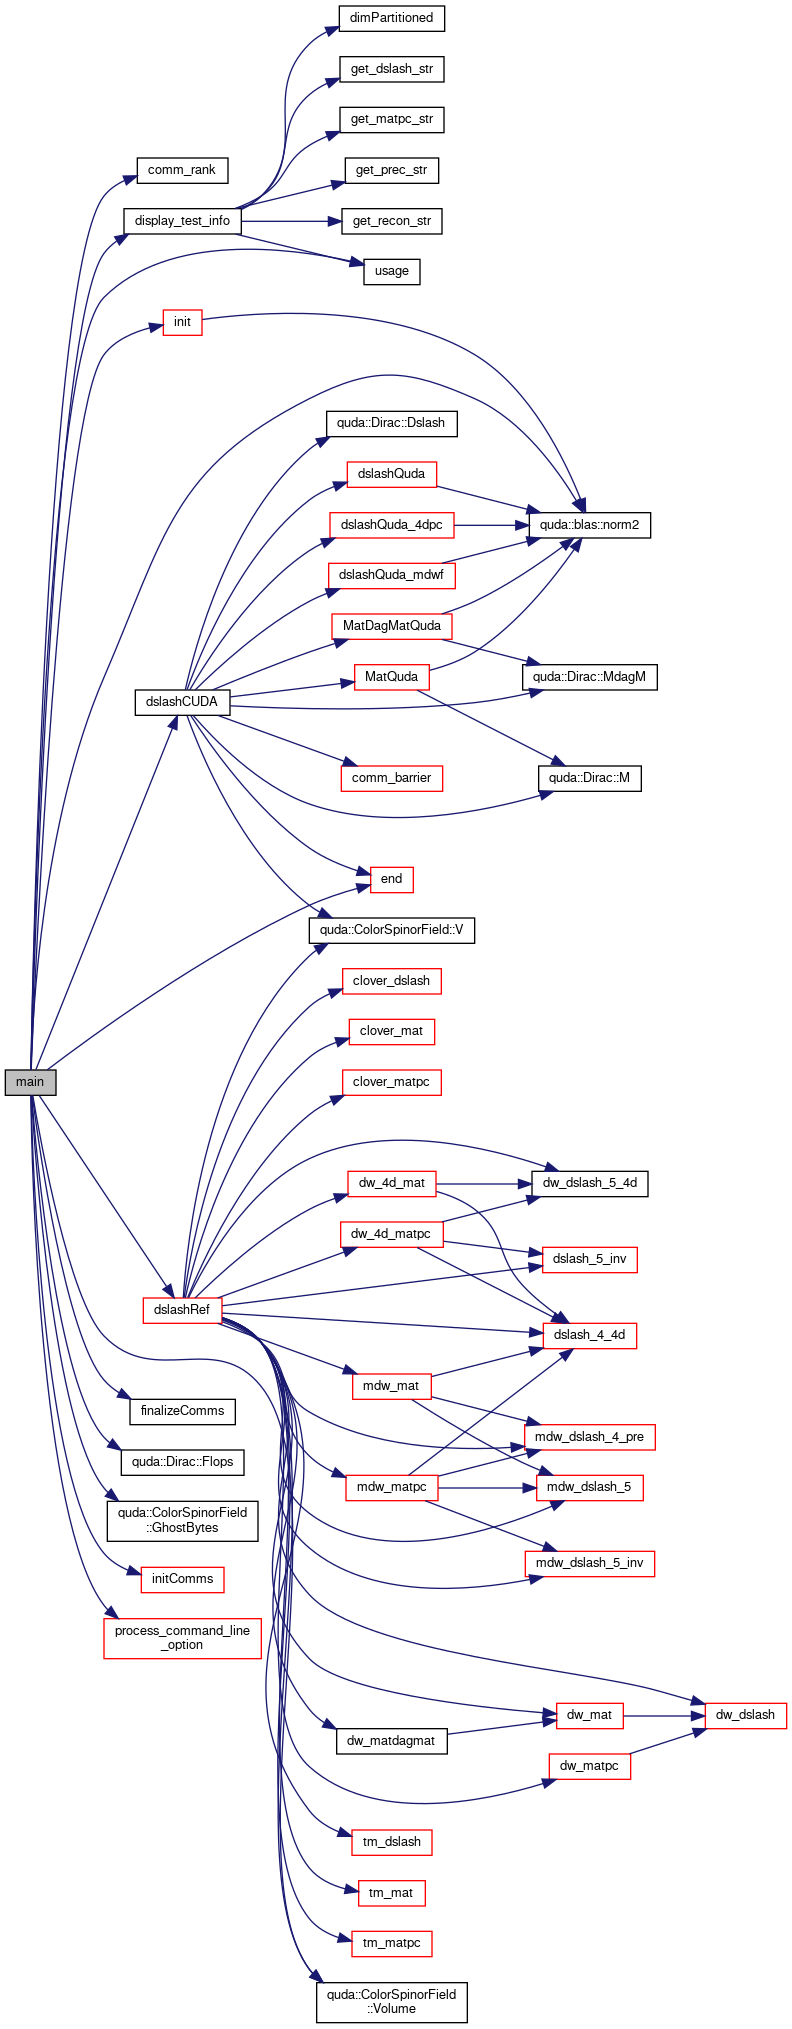 dimPartitioned
get_dslash_str
get_matpc_str
comm_rank
get_prec_str
display_test_info
get_recon_str
usage
init
quda::Dirac::Dslash
dslashQuda
dslashQuda_4dpc
quda::blas::norm2
dslashQuda_mdwf
MatDagMatQuda
MatQuda
quda::Dirac::MdagM
dslashCUDA
comm_barrier
quda::Dirac::M
end
quda::ColorSpinorField::V
clover_dslash
clover_mat
main
clover_matpc
dw_4d_mat
dw_dslash_5_4d
dw_4d_matpc
dslash_5_inv
dslashRef
dslash_4_4d
mdw_mat
finalizeComms
mdw_dslash_4_pre
quda::Dirac::Flops
mdw_matpc
mdw_dslash_5
quda::ColorSpinorField
::GhostBytes
mdw_dslash_5_inv
initComms
process_command_line
_option
dw_mat
dw_dslash
dw_matdagmat
dw_matpc
tm_dslash
tm_mat
tm_matpc
quda::ColorSpinorField
::Volume